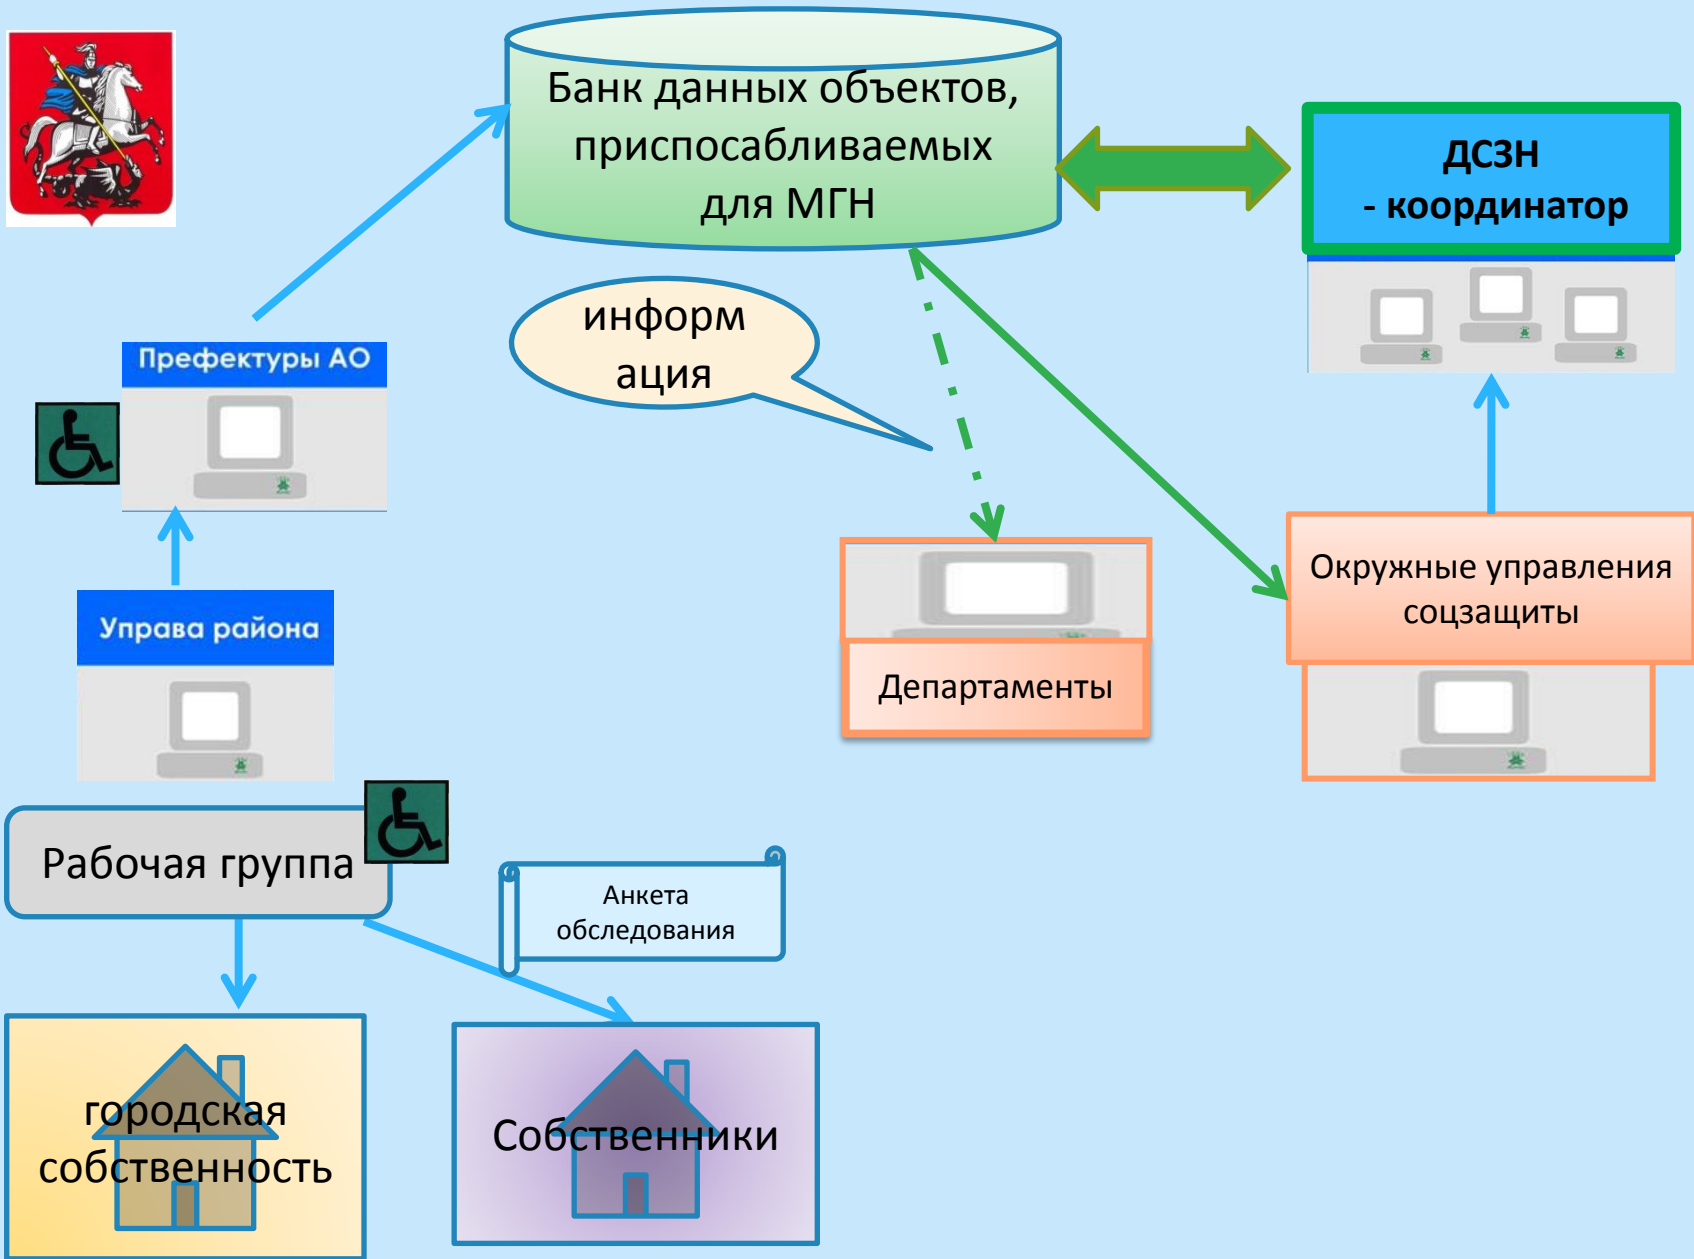 Банк данных объектов,
приспосабливаемых
для МГН
ДСЗН
- координатор
информ
ация
Префектуры АО
Управа района
Окружные управления
соцзащиты
Департаменты
Рабочая группа
Анкета
обследования
городская
собственность
Собственники